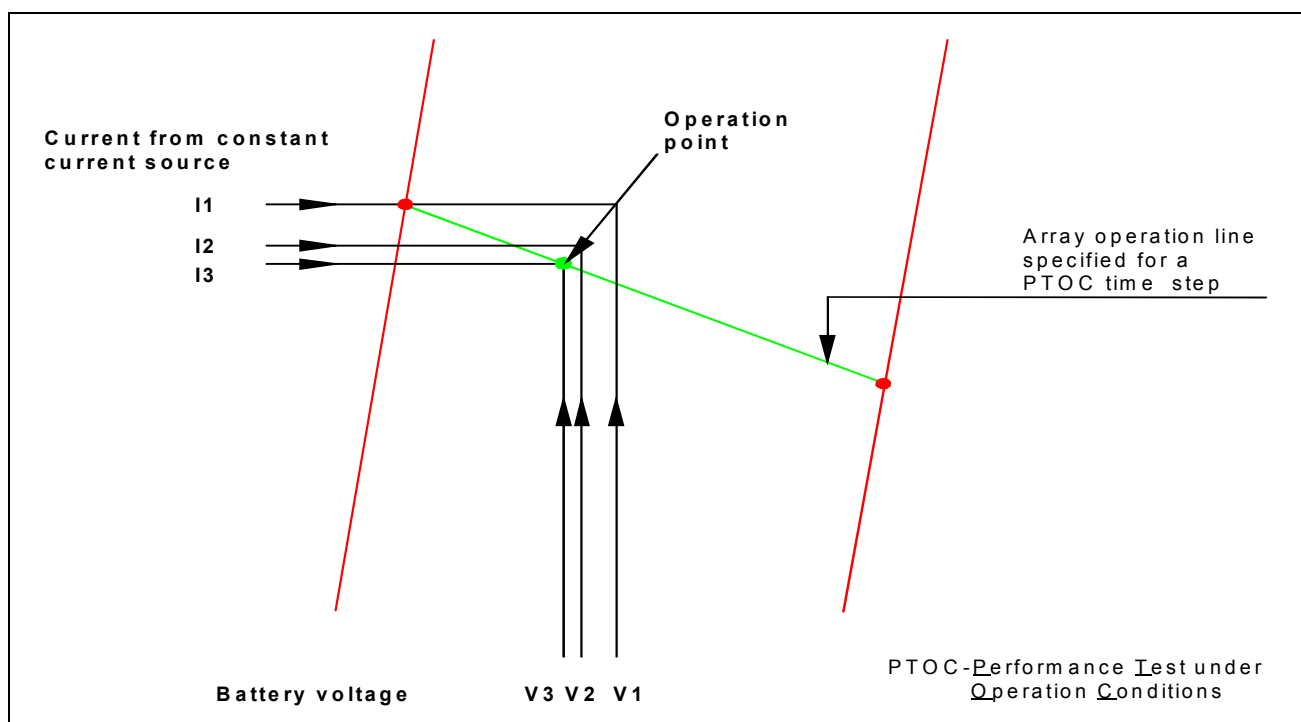 Current from constant
current source
I1
I2
I3
Operation
point
Array operation line
specified for a
PTOC time step
Battery voltage
V3 V2 V1
PTOC-Performance Test under
Operation Conditions